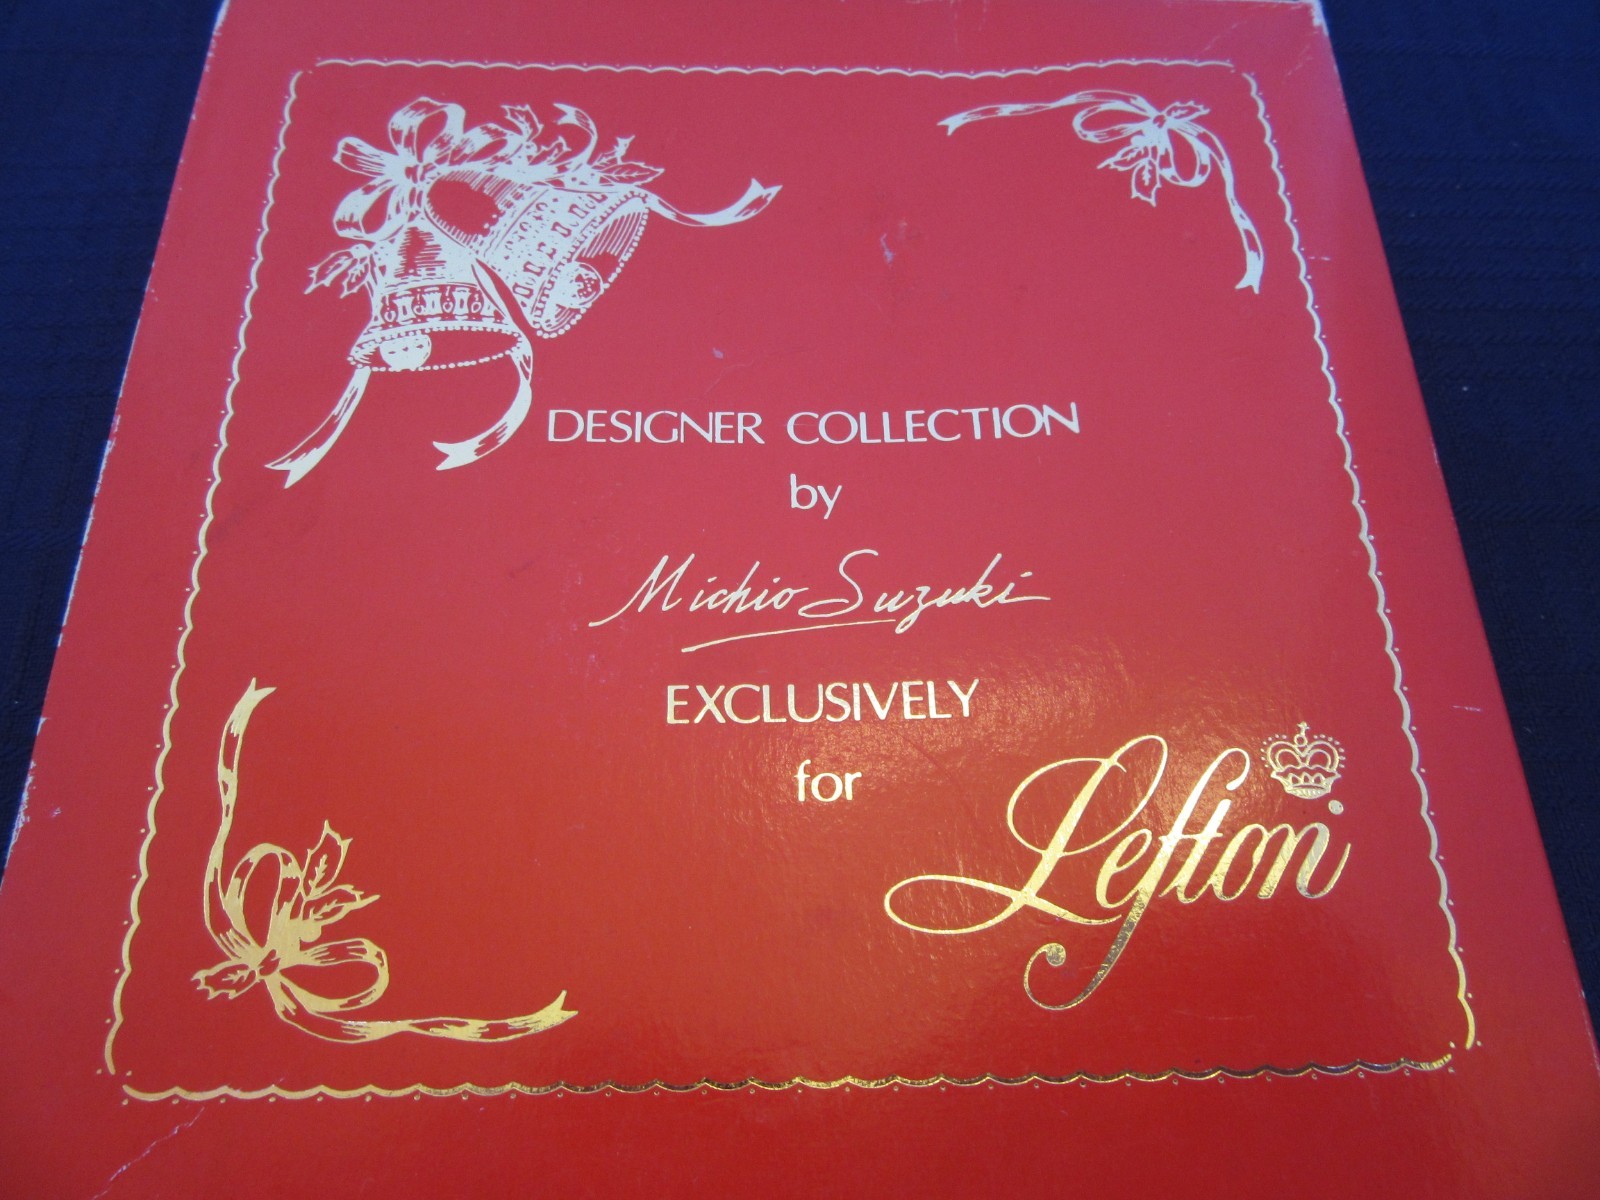 DESIGNER COLLECTION
by
Michio Suzuki
EXCLUSIVELY
for
Lefton